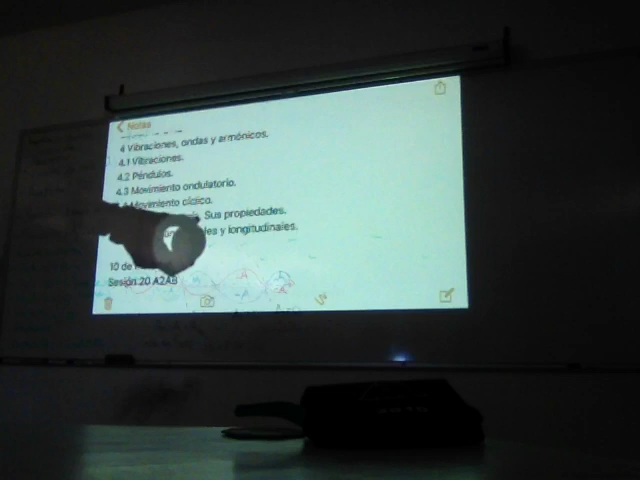 Notas
4 Vibraciones, ondas y armónicos.
4.1 Vibraciones.
4.2 Péndulos.
4.3 Movimiento ondulatorio.
Movimiento cíclico.
Sus propiedades.
y longitudinales.
10 de
Sesión 20 A2AB